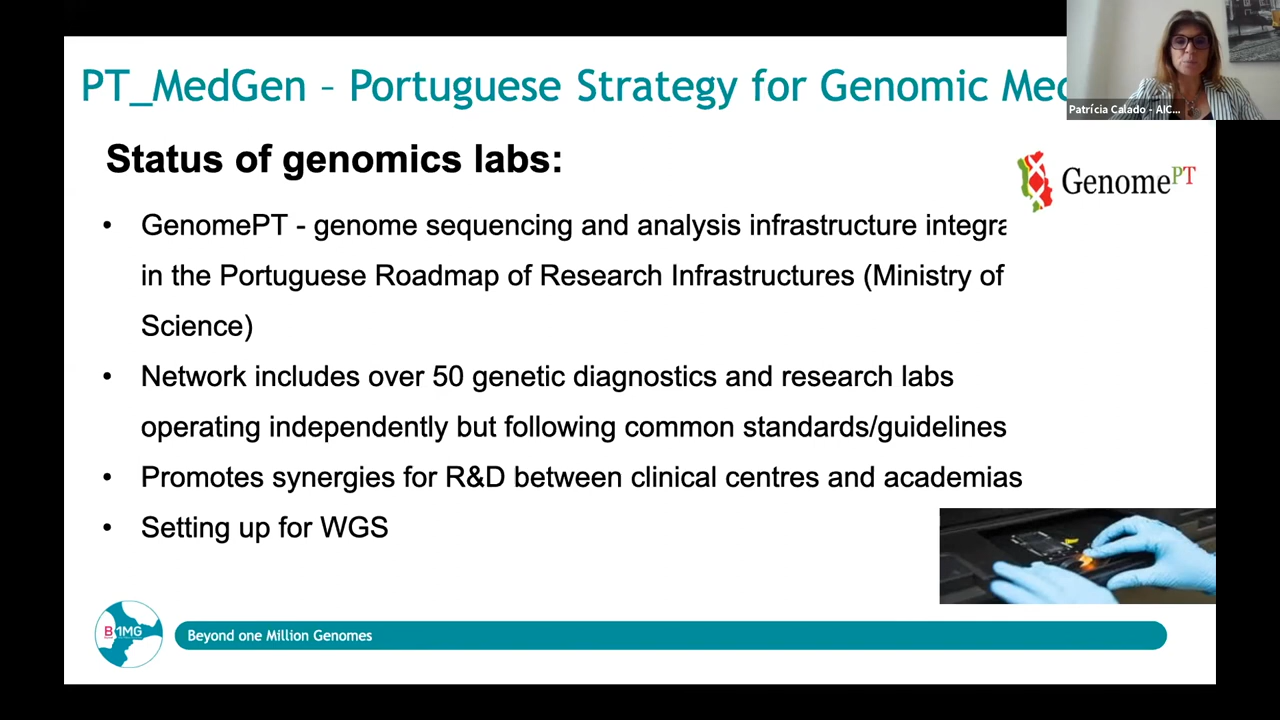 PT_MedGen – Portuguese Strategy for Genomic Med
Patrícia Calado - AIC...
Status of genomics labs:
GenomePT
• GenomePT - genome sequencing and analysis infrastructure integra
in the Portuguese Roadmap of Research Infrastructures (Ministry of
Science)
• Network includes over 50 genetic diagnostics and research labs
operating independently but following common standards/guidelines
• Promotes synergies for R&D between clinical centres and academias
• Setting up for WGS
B1MG
Beyond one Million Genomes